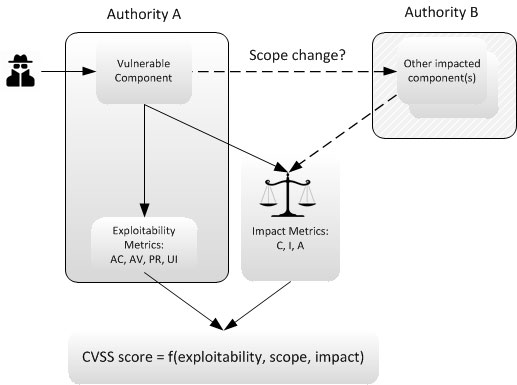 Authority A
Authority B
Vulnerable
Component
Scope change?
Other impacted
component(s)
Exploitability
Metrics:
AC, AV, PR, UI
Impact Metrics:
C, I, A
CVSS score = f(exploitability, scope, impact)